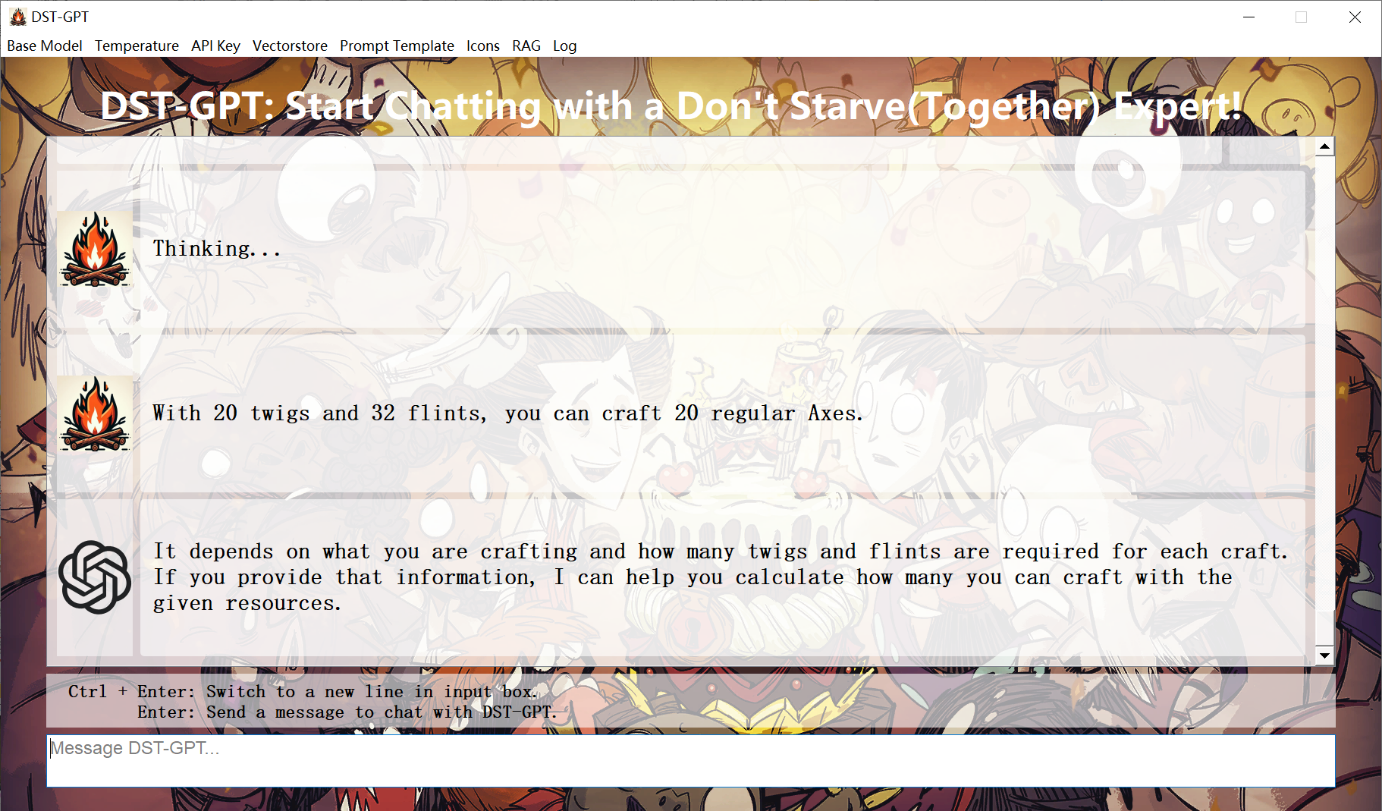 DST-GPT
Base Model Temperature API Key Vectorstore Prompt Template Icons RAG Log
DST-GPT: Start Chatting with a Don't Starve(Together) Expert!
Thinking...
With 20 twigs and 32 flints, you can craft 20 regular Axes.
It depends on what you are crafting and how many twigs and flints are required for each craft.
If you provide that information, I can help you calculate how many you can craft with the
given resources.
Ctrl + Enter: Switch to a new line in input box.
Enter: Send a message to chat with DST-GPT.
Message DST-GPT...